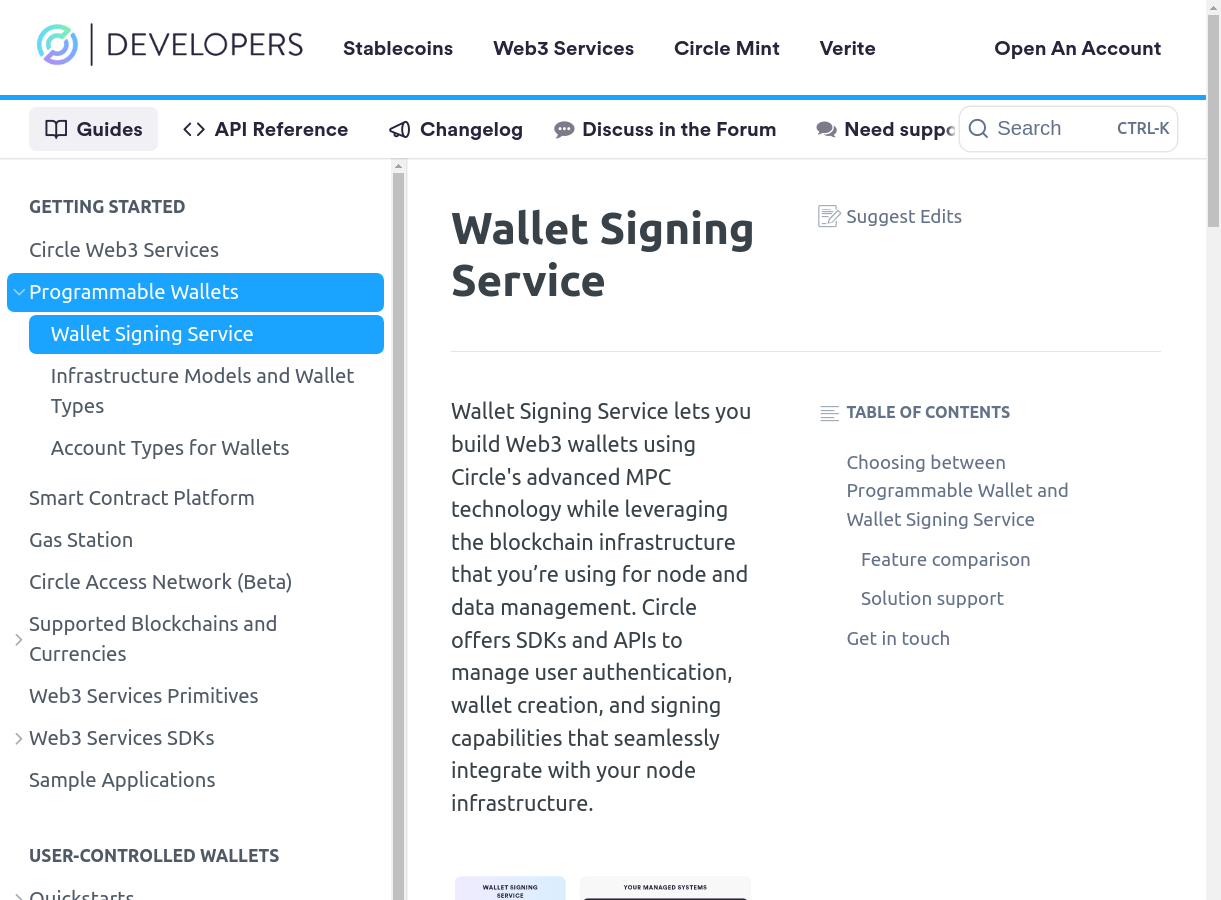 DEVELOPERS
Stablecoins
Web3 Services
Circle Mint
Verite
Open An Account
Guides
API Reference
Changelog
Discuss in the Forum
Need suppo
Search
CTRL-K
GETTING STARTED
Circle Web3 Services
Programmable Wallets
Wallet Signing Service
Infrastructure Models and Wallet
Types
Account Types for Wallets
Smart Contract Platform
Gas Station
Circle Access Network (Beta)
Supported Blockchains and
Currencies
Web3 Services Primitives
Web3 Services SDKs
Sample Applications
USER-CONTROLLED WALLETS
Quickstarts
Wallet Signing
Service
Suggest Edits
Wallet Signing Service lets you
build Web3 wallets using
Circle's advanced MPC
technology while leveraging
the blockchain infrastructure
that you’re using for node and
data management. Circle
offers SDKs and APIs to
manage user authentication,
wallet creation, and signing
capabilities that seamlessly
integrate with your node
infrastructure.
TABLE OF CONTENTS
Choosing between
Programmable Wallet and
Wallet Signing Service
Feature comparison
Solution support
Get in touch
WALLET SIGNING
SERVICE
YOUR MANAGED SYSTEMS